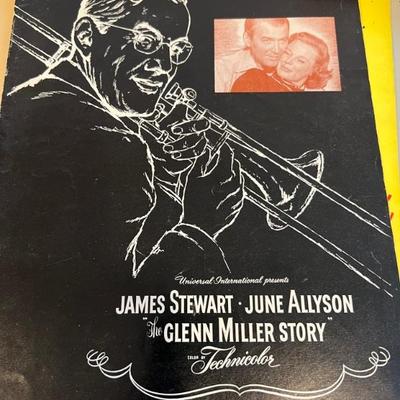 Universal-International presents
JAMES STEWART · JUNE ALLYSON
"The GLENN MILLER STORY"
COLOR BY Technicolor